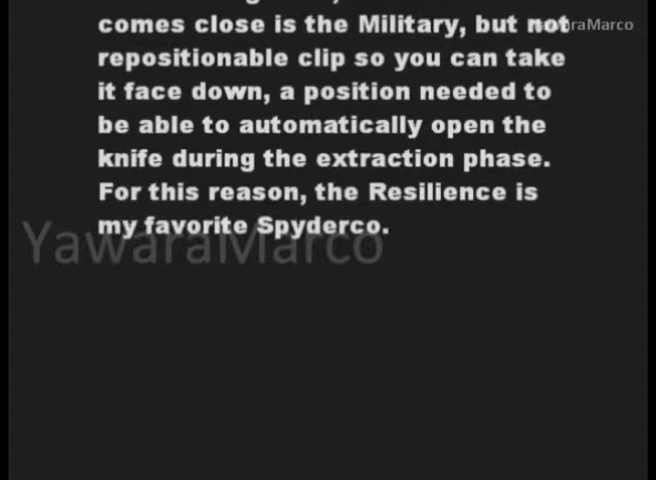 comes close is the Military, but not
YawaraMarco
repositionable clip so you can take
it face down, a position needed to
be able to automatically open the
knife during the extraction phase.
For this reason, the Resilience is
my favorite Spyderco.
YawaraMarco